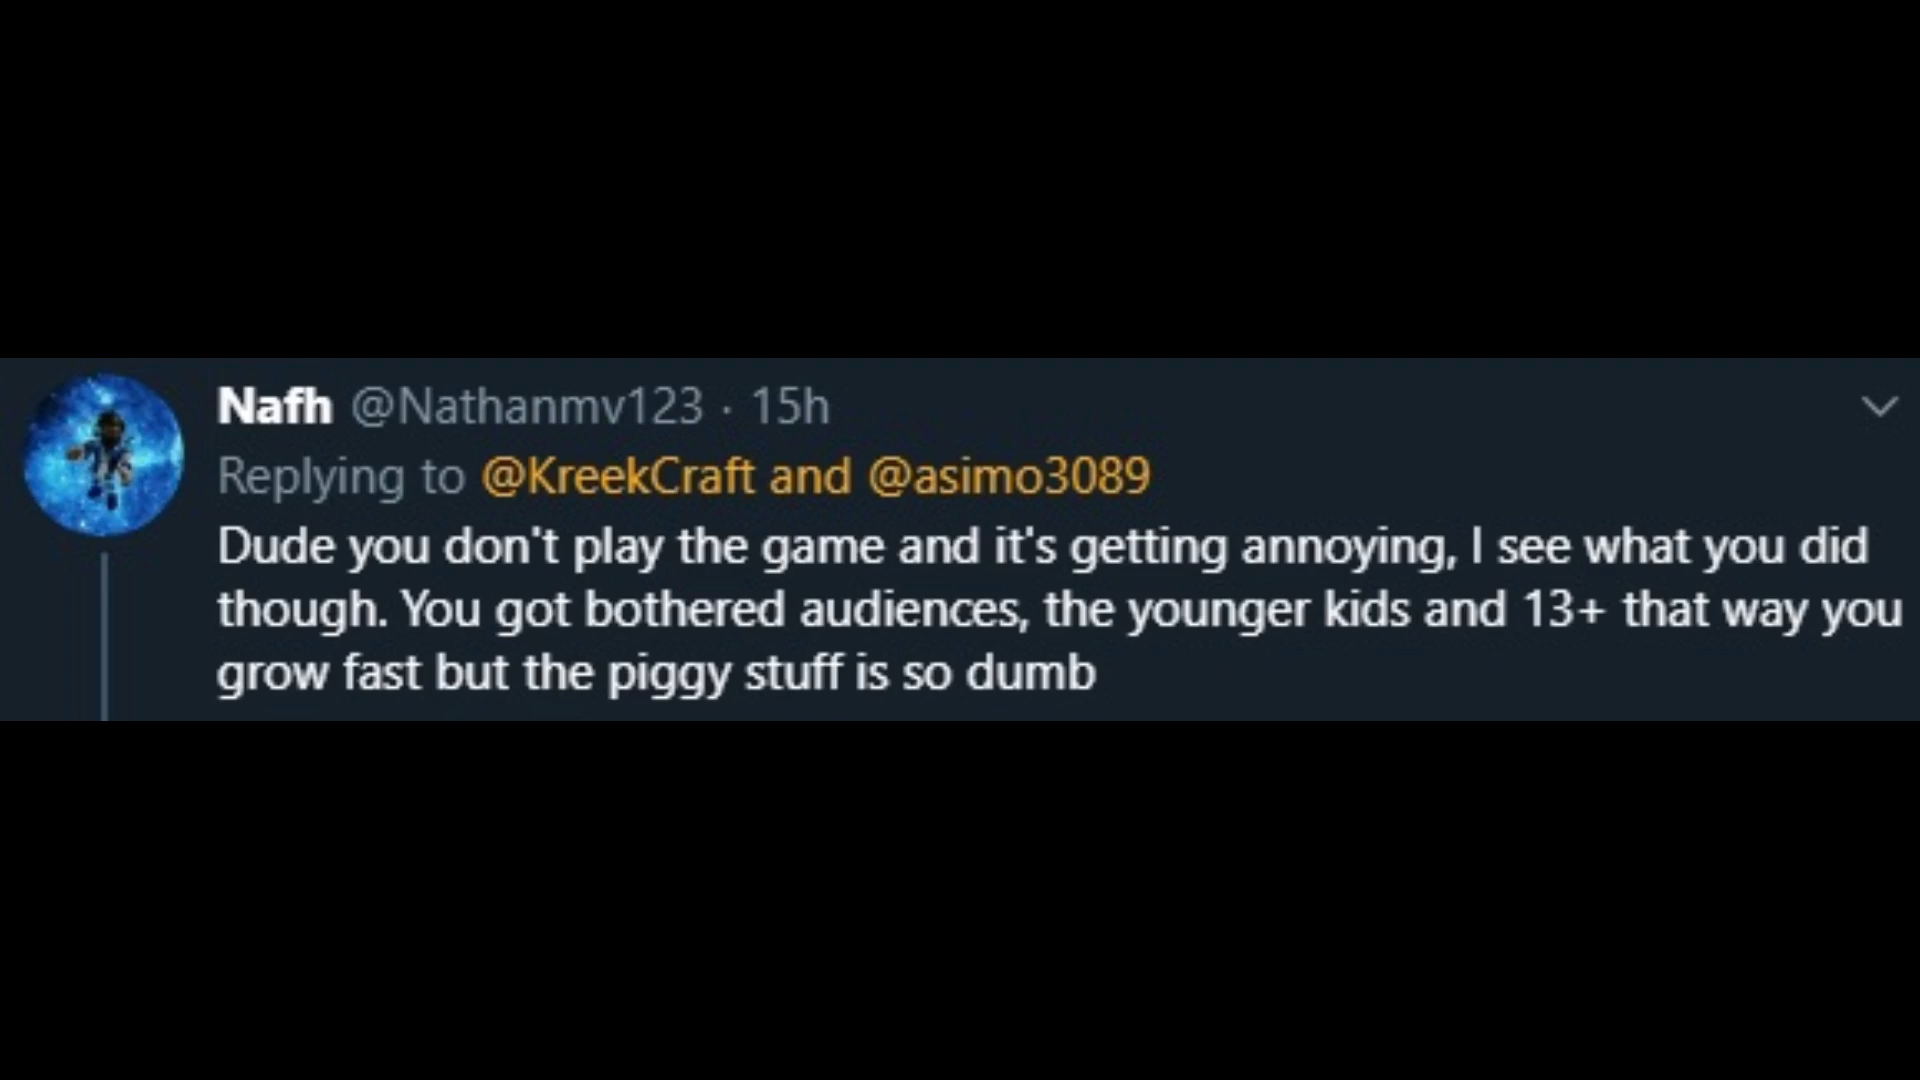 Nafh @Nathanmv123 · 15h
Replying to @KreekCraft and @asimo3089
Dude you don't play the game and it's getting annoying, I see what you did
though. You got bothered audiences, the younger kids and 13+ that way you
grow fast but the piggy stuff is so dumb